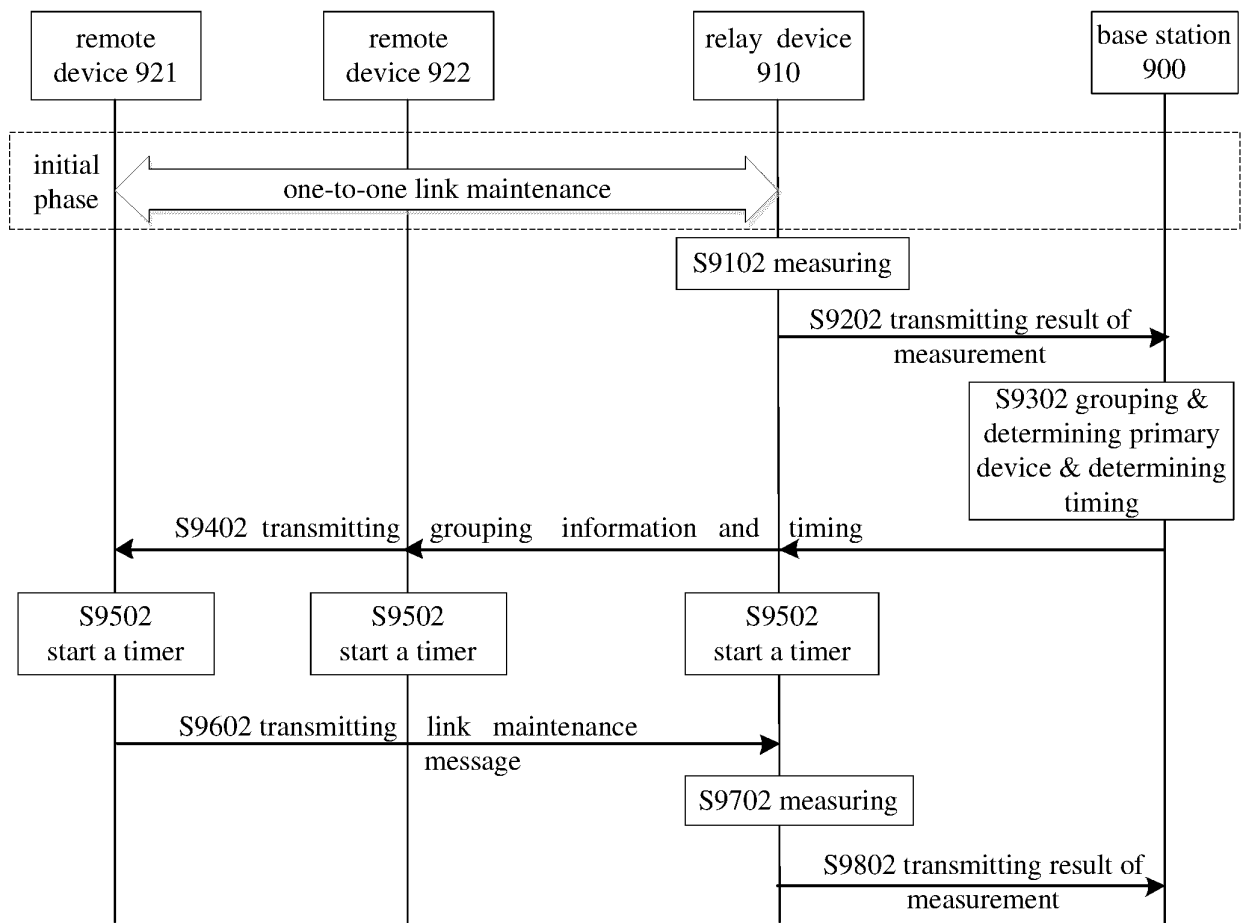 remote
device 921
remote
device 922
relay device
910
base station
900
initial
phase
one-to-one link maintenance
S9102 measuring
S9202 transmitting result of
measurement
S9302 grouping &
determining primary
device & determining
timing
S9402 transmitting grouping information and timing
S9502
start a timer
S9502
start a timer
S9502
start a timer
S9602 transmitting link maintenance
message
S9702 measuring
S9802 transmitting result of
measurement